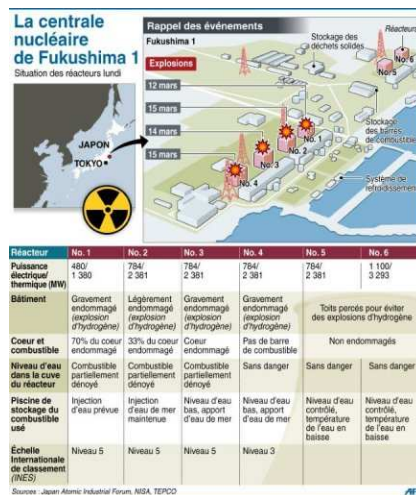 La centrale
nucléaire
de Fukushima 1
Situation des réacteurs lundi
JAPON
TOKYO
Rappel des événements
Fukushima 1
Explosions
12 mars
15 mars
14 mars
15 mars
Stockage des
déchets solides
Réacteurs
No. 6
No. 5
No. 1
No. 2
No. 3
No. 4
Stockage
des barres
de combustible
Système de
refroidissement
Réacteur No. 1 No. 2 No. 3 No. 4 No. 5 No. 6
Puissance
électrique/
thermique (MW)
480/
1 380
784/
2 381
784/
2 381
784/
2 381
784/
2 381
1 100/
3 293
Bâtiment
Gravement
endommagé
(explosion
d'hydrogène)
Légèrement
endommagé
(explosion
d'hydrogène)
Gravement
endommagé
(explosion
d'hydrogène)
Gravement
endommagé
(explosion
d'hydrogène)
Toits percés pour éviter
des explosions d'hydrogène
Coeur et
combustible
70% du coeur
endommagé
33% du coeur
endommagé
Coeur
endommagé
Pas de barre
de combustible
Non endommagés
Niveau d'eau
dans la cuve
du réacteur
Combustible
partiellement
dénoyé
Combustible
partiellement
dénoyé
Combustible
partiellement
dénoyé
Sans danger
Sans danger
Sans danger
Piscine de
stockage du
combustible
usé
Injection
d'eau prévue
Injection
d'eau de mer
maintenue
Niveau d'eau
bas, apport
d'eau de mer
Niveau d'eau
bas, apport
d'eau de mer
Niveau d'eau
contrôlé,
température
de l'eau en
baisse
Niveau d'eau
contrôlé,
température
de l'eau en
baisse
Échelle
Internationale
de classement
(INES)
Niveau 5
Niveau 5
Niveau 5
Niveau 3
Sources : Japan Atomic Industrial Forum, NISA, TEPCO